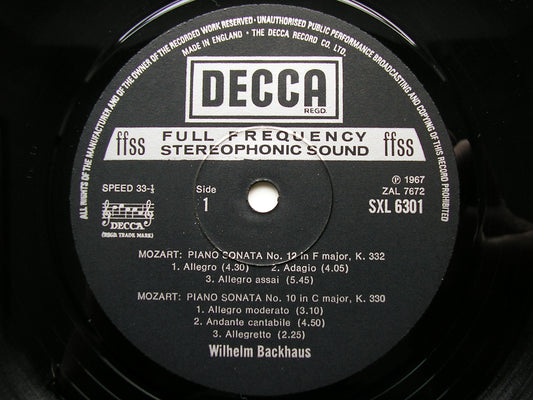 ALL RIGHTS OF THE MANUFACTURER AND OF THE OWNER OF THE RECORDED WORK RESERVED · UNAUTHORISED PUBLIC PERFORMANCE BROADCASTING AND COPYING OF THIS RECORD PROHIBITED
MADE IN ENGLAND · THE DECCA RECORD CO. LTD.
DECCA
REGD.
ffss FULL FREQUENCY STEREOPHONIC SOUND ffss
SPEED 33-⅓
Side
1
℗ 1967
ZAL 7672
SXL 6301
DECCA
(REGD. TRADE MARK)
MOZART: PIANO SONATA No. 12 in F major, K. 332
1. Allegro (4.30) 2. Adagio (4.05)
3. Allegro assai (5.45)
MOZART: PIANO SONATA No. 10 in C major, K. 330
1. Allegro moderato (3.10)
2. Andante cantabile (4.50)
3. Allegretto (2.25)
Wilhelm Backhaus